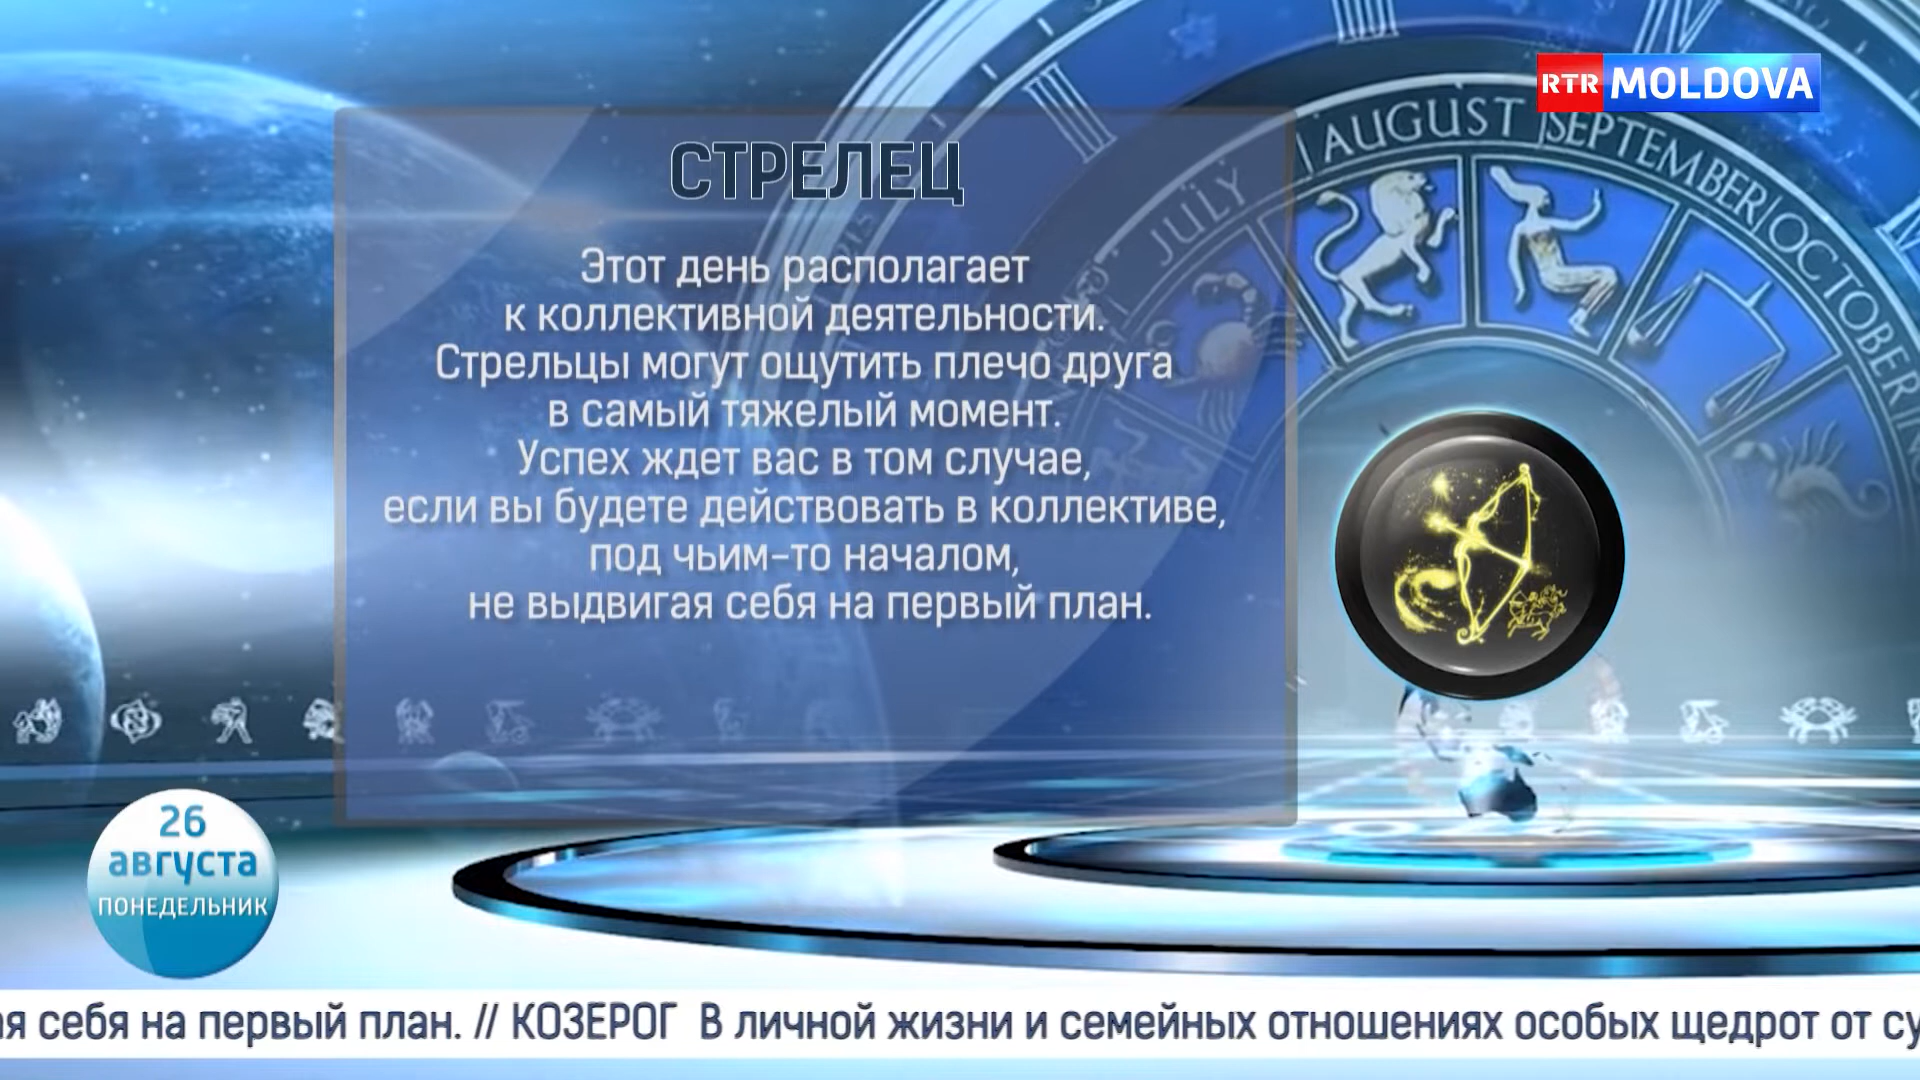 RTR MOLDOVA
JULY
AUGUST
SEPTEMBER
OCTOBER
СТРЕЛЕЦ
Этот день располагает
к коллективной деятельности.
Стрельцы могут ощутить плечо друга
в самый тяжелый момент.
Успех ждет вас в том случае,
если вы будете действовать в коллективе,
под чьим-то началом,
не выдвигая себя на первый план.
26
августа
ПОНЕДЕЛЬНИК
себя на первый план. // КОЗЕРОГ В личной жизни и семейных отношениях особых щедрот от